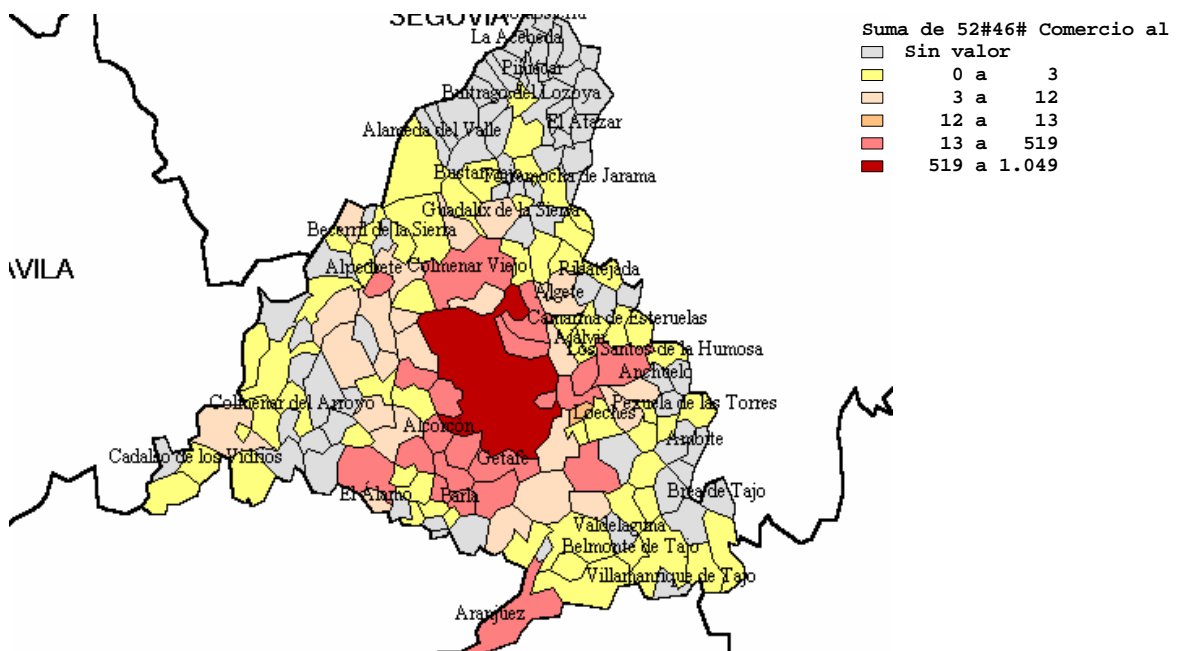 SEGOVIA
La Acebeda
Piñuécar
Buitrago del Lozoya
El Atazar
Alameda del Valle
Bustarviejo
Torremocha de Jarama
Guadalix de la Sierra
Becerril de la Sierra
ÁVILA
Alpedrete
Colmenar Viejo
Ribatejada
Algete
Camarma de Esteruelas
Ajalvir
Los Santos de la Humosa
Anchuelo
Colmenar del Arroyo
Pezuela de las Torres
Loeches
Alcorcón
Ambite
Cadalso de los Vidrios
Getafe
El Álamo
Parla
Brea de Tajo
Valdelaguna
Belmonte de Tajo
Villamanrique de Tajo
Aranjuez
Suma de 52#46# Comercio al
Sin valor
0 a 3
3 a 12
12 a 13
13 a 519
519 a 1.049